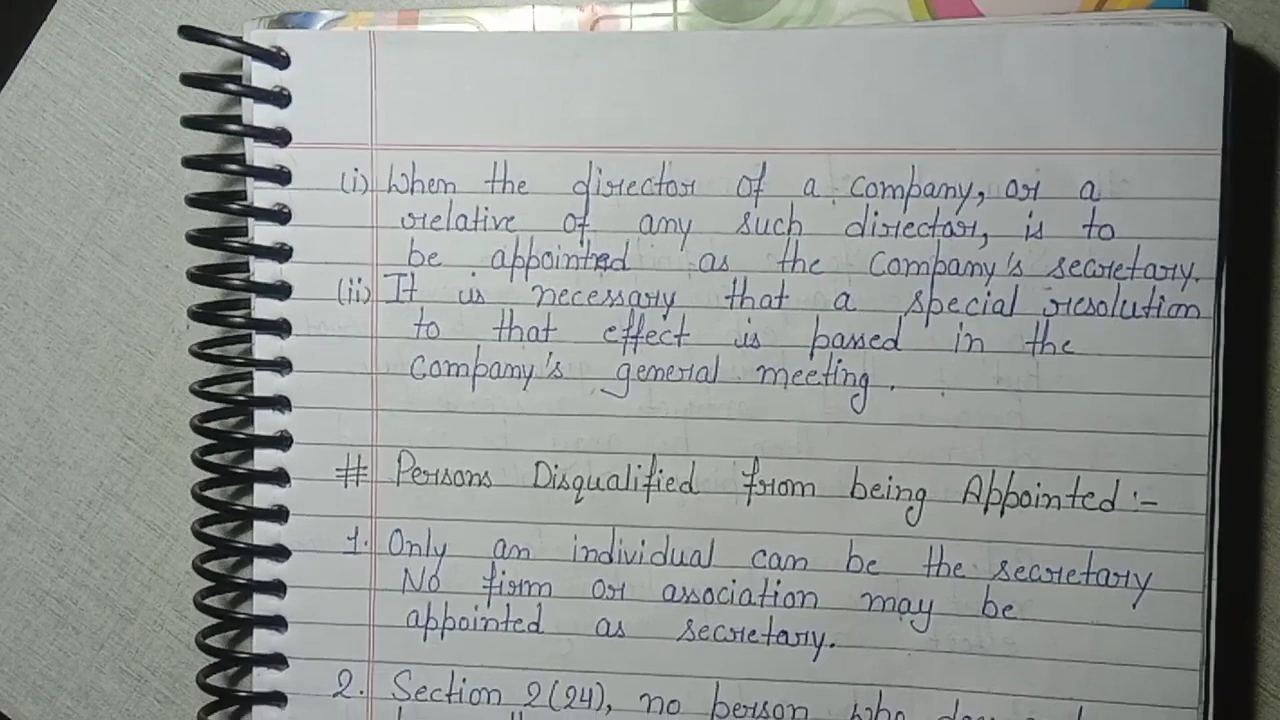 (i) When the director of a company, or a
relative of any such director, is to
be appointed as the company's secretary.
(ii) It is necessary that a special resolution
to that effect is passed in the
company's general meeting.
# Persons Disqualified from being Appointed :-
1. Only an individual can be the secretary
No firm or association may be
appointed as secretary.
2. Section 2(24), no person who